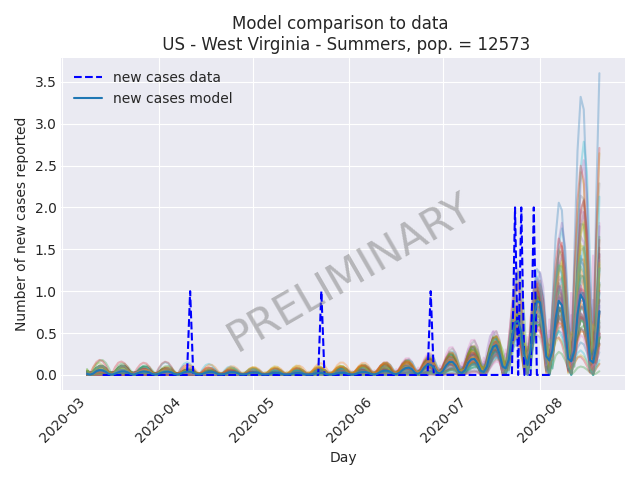 Model comparison to data
US - West Virginia - Summers, pop. = 12573
new cases data
new cases model
PRELIMINARY
Number of new cases reported
3.5
3.0
2.5
2.0
1.5
1.0
0.5
0.0
2020-03
2020-04
2020-05
2020-06
2020-07
2020-08
Day